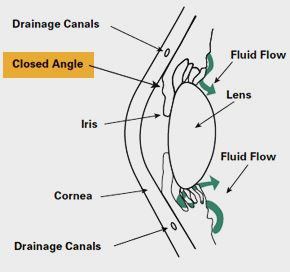 Drainage Canals
Closed Angle
Fluid Flow
Lens
Iris
Fluid Flow
Cornea
Drainage Canals